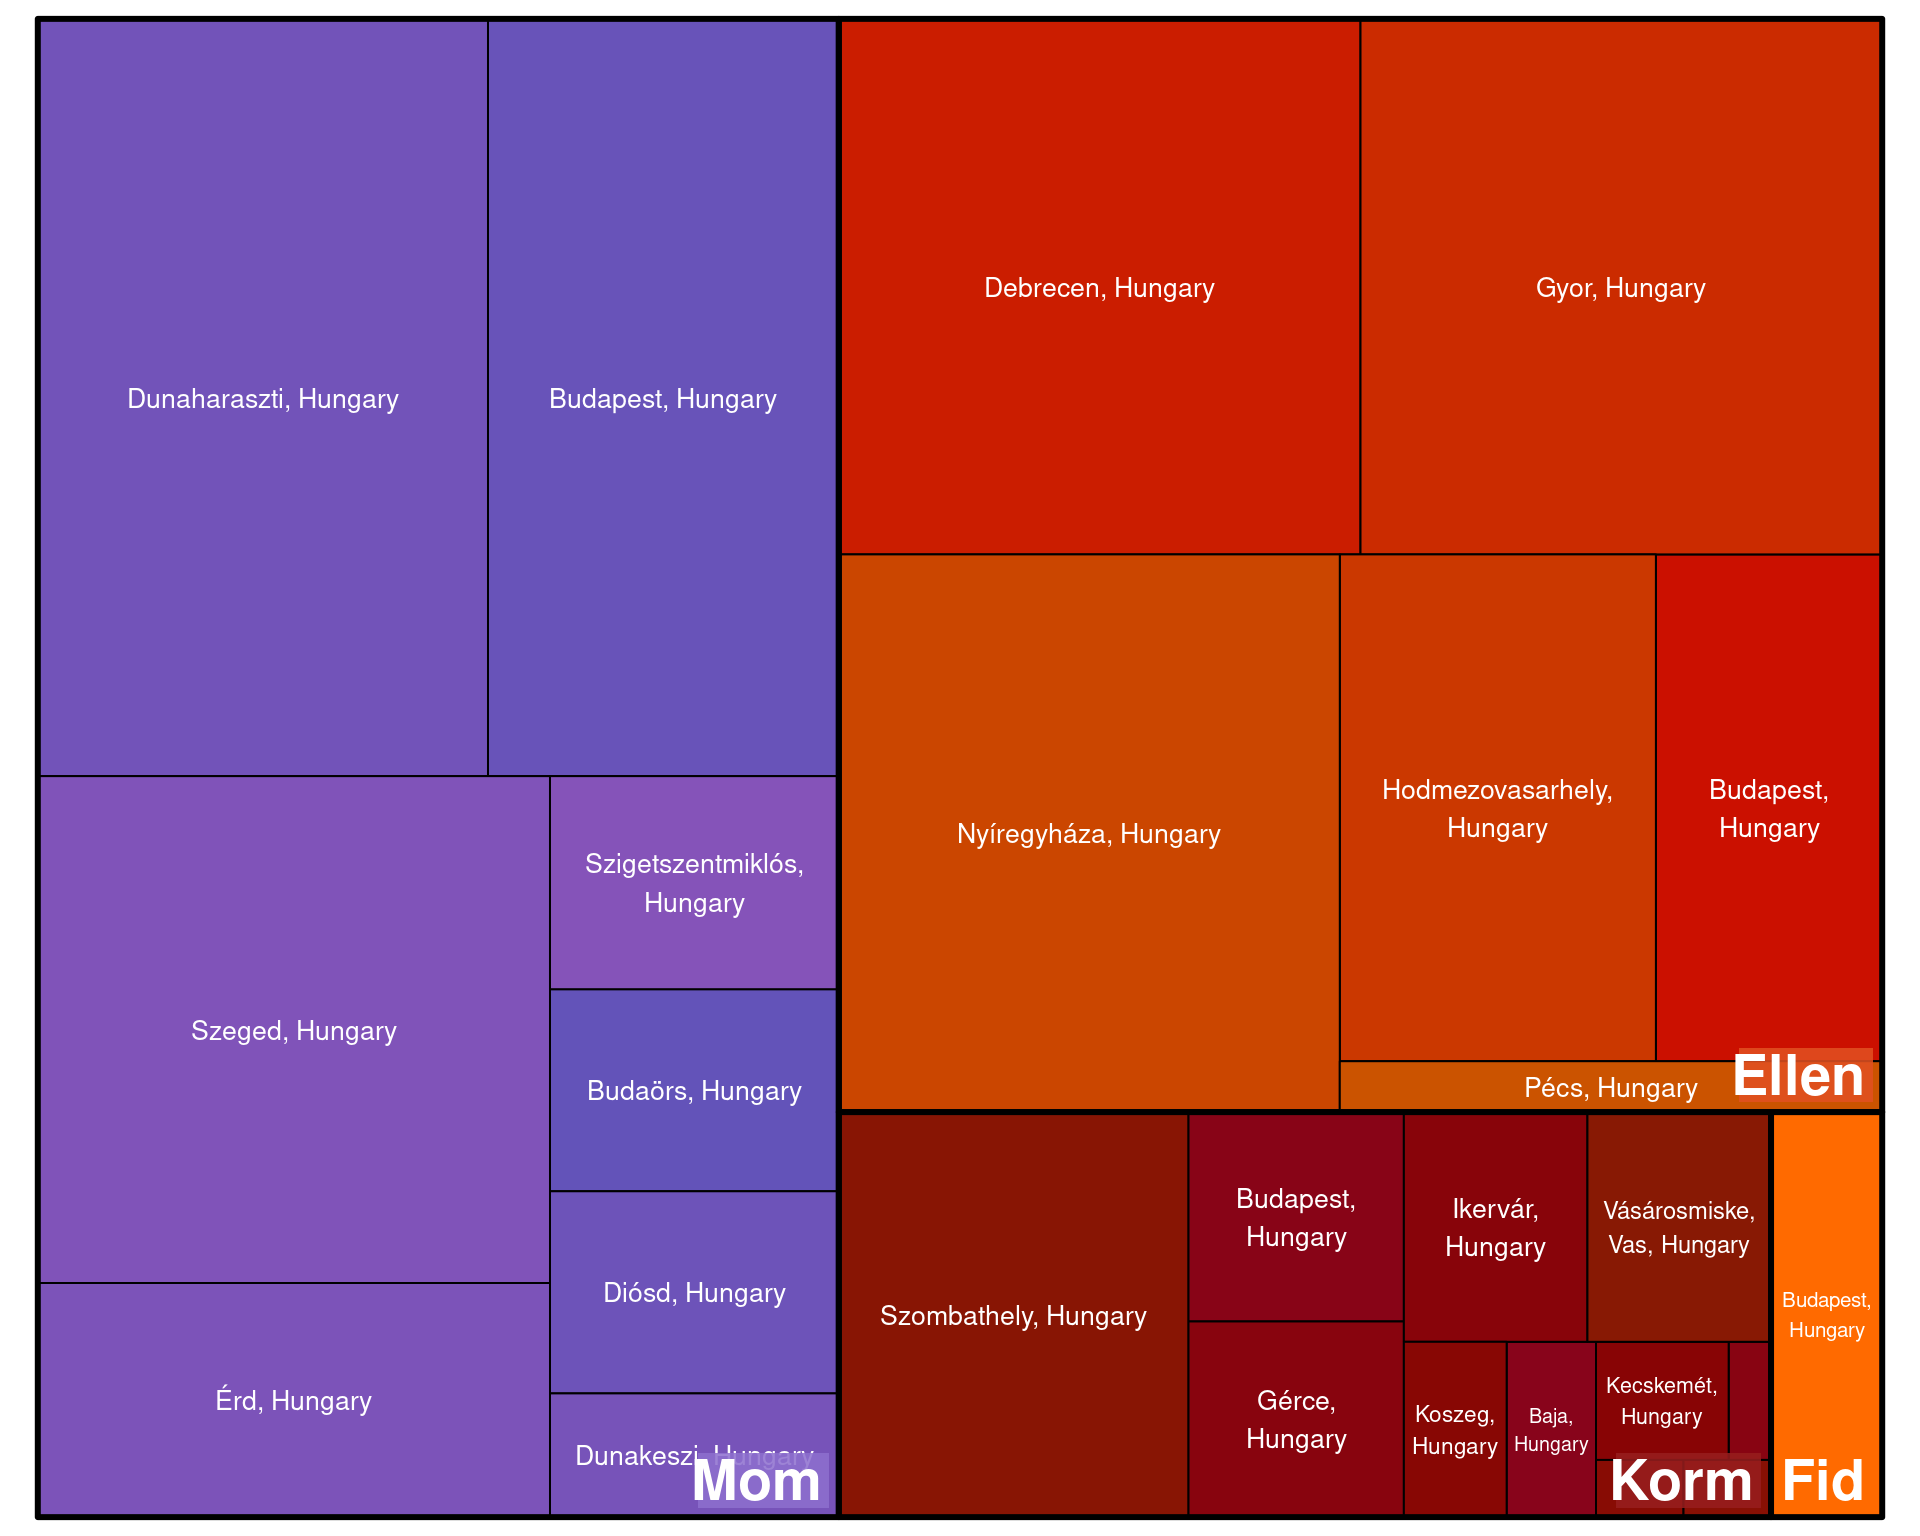 Dunaharaszti, Hungary
Budapest, Hungary
Szeged, Hungary
Szigetszentmiklós,
Hungary
Budaörs, Hungary
Diósd, Hungary
Érd, Hungary
Dunakeszi, Hungary
Mom
Debrecen, Hungary
Gyor, Hungary
Nyíregyháza, Hungary
Hodmezovasarhely,
Hungary
Budapest,
Hungary
Pécs, Hungary
Ellen
Szombathely, Hungary
Budapest,
Hungary
Gérce,
Hungary
Ikervár,
Hungary
Vásárosmiske,
Vas, Hungary
Koszeg,
Hungary
Baja,
Hungary
Kecskemét,
Hungary
Korm
Budapest,
Hungary
Fid